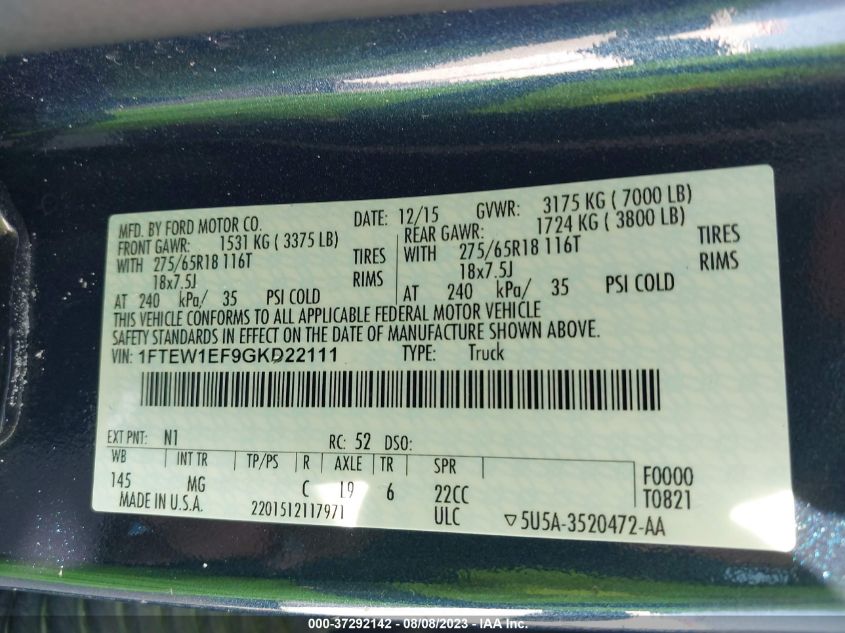 MFD. BY FORD MOTOR CO. DATE: 12/15 GVWR: 3175 KG ( 7000 LB)
FRONT GAWR: 1531 KG ( 3375 LB) REAR GAWR: 1724 KG ( 3800 LB)
WITH 275/65R18 116T TIRES WITH 275/65R18 116T TIRES
18x7.5J RIMS 18x7.5J RIMS
AT 240 kPa/ 35 PSI COLD AT 240 kPa/ 35 PSI COLD
THIS VEHICLE CONFORMS TO ALL APPLICABLE FEDERAL MOTOR VEHICLE
SAFETY STANDARDS IN EFFECT ON THE DATE OF MANUFACTURE SHOWN ABOVE.
VIN: 1FTEW1EF9GKD22111 TYPE: Truck
EXT PNT: N1 RC: 52 DSO:
WB INT TR TP/PS R AXLE TR SPR
145 MG C L9 6 22CC F0000
MADE IN U.S.A. 2201512117971 ULC ▽5U5A-3520472-AA T0821
000-37292142 - 08/08/2023 - IAA Inc.